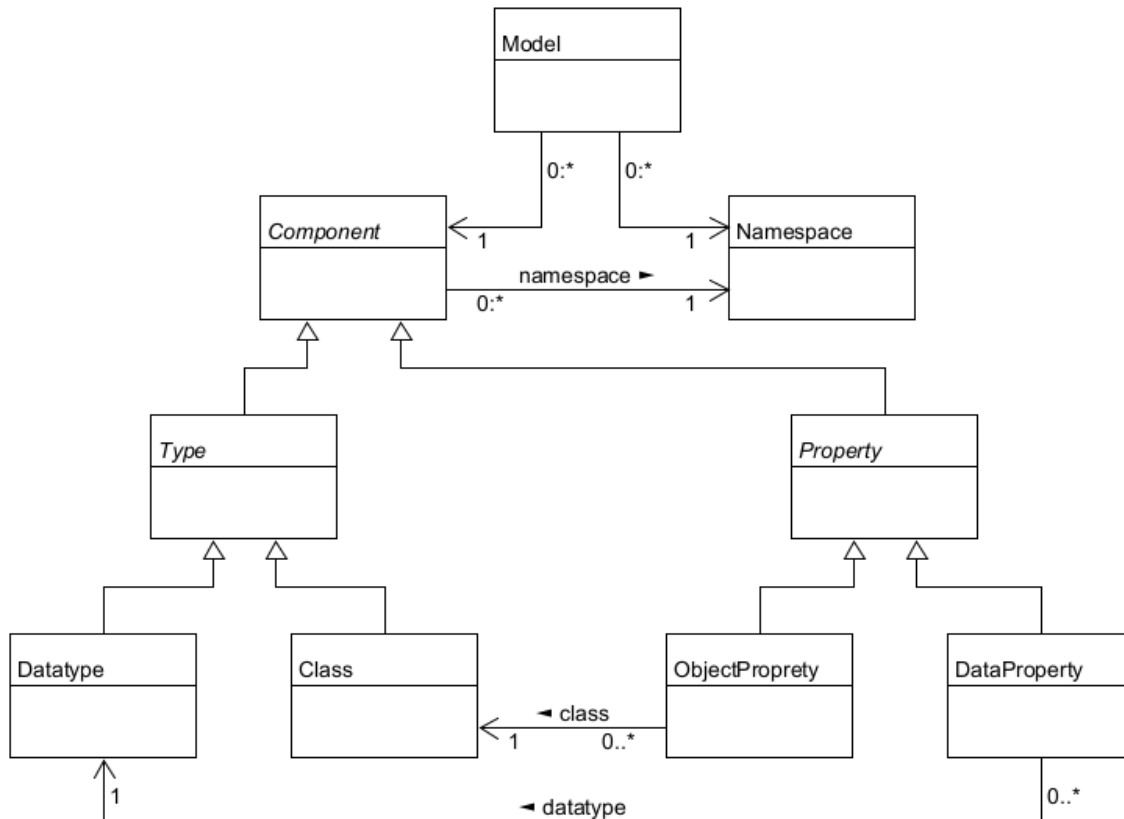 Model
0:*
0:*
Component
Namespace
1
1
namespace ►
0:*
1
Type
Property
Datatype
Class
ObjectProprety
DataProperty
◄ class
1
0..*
1
◄ datatype
0..*